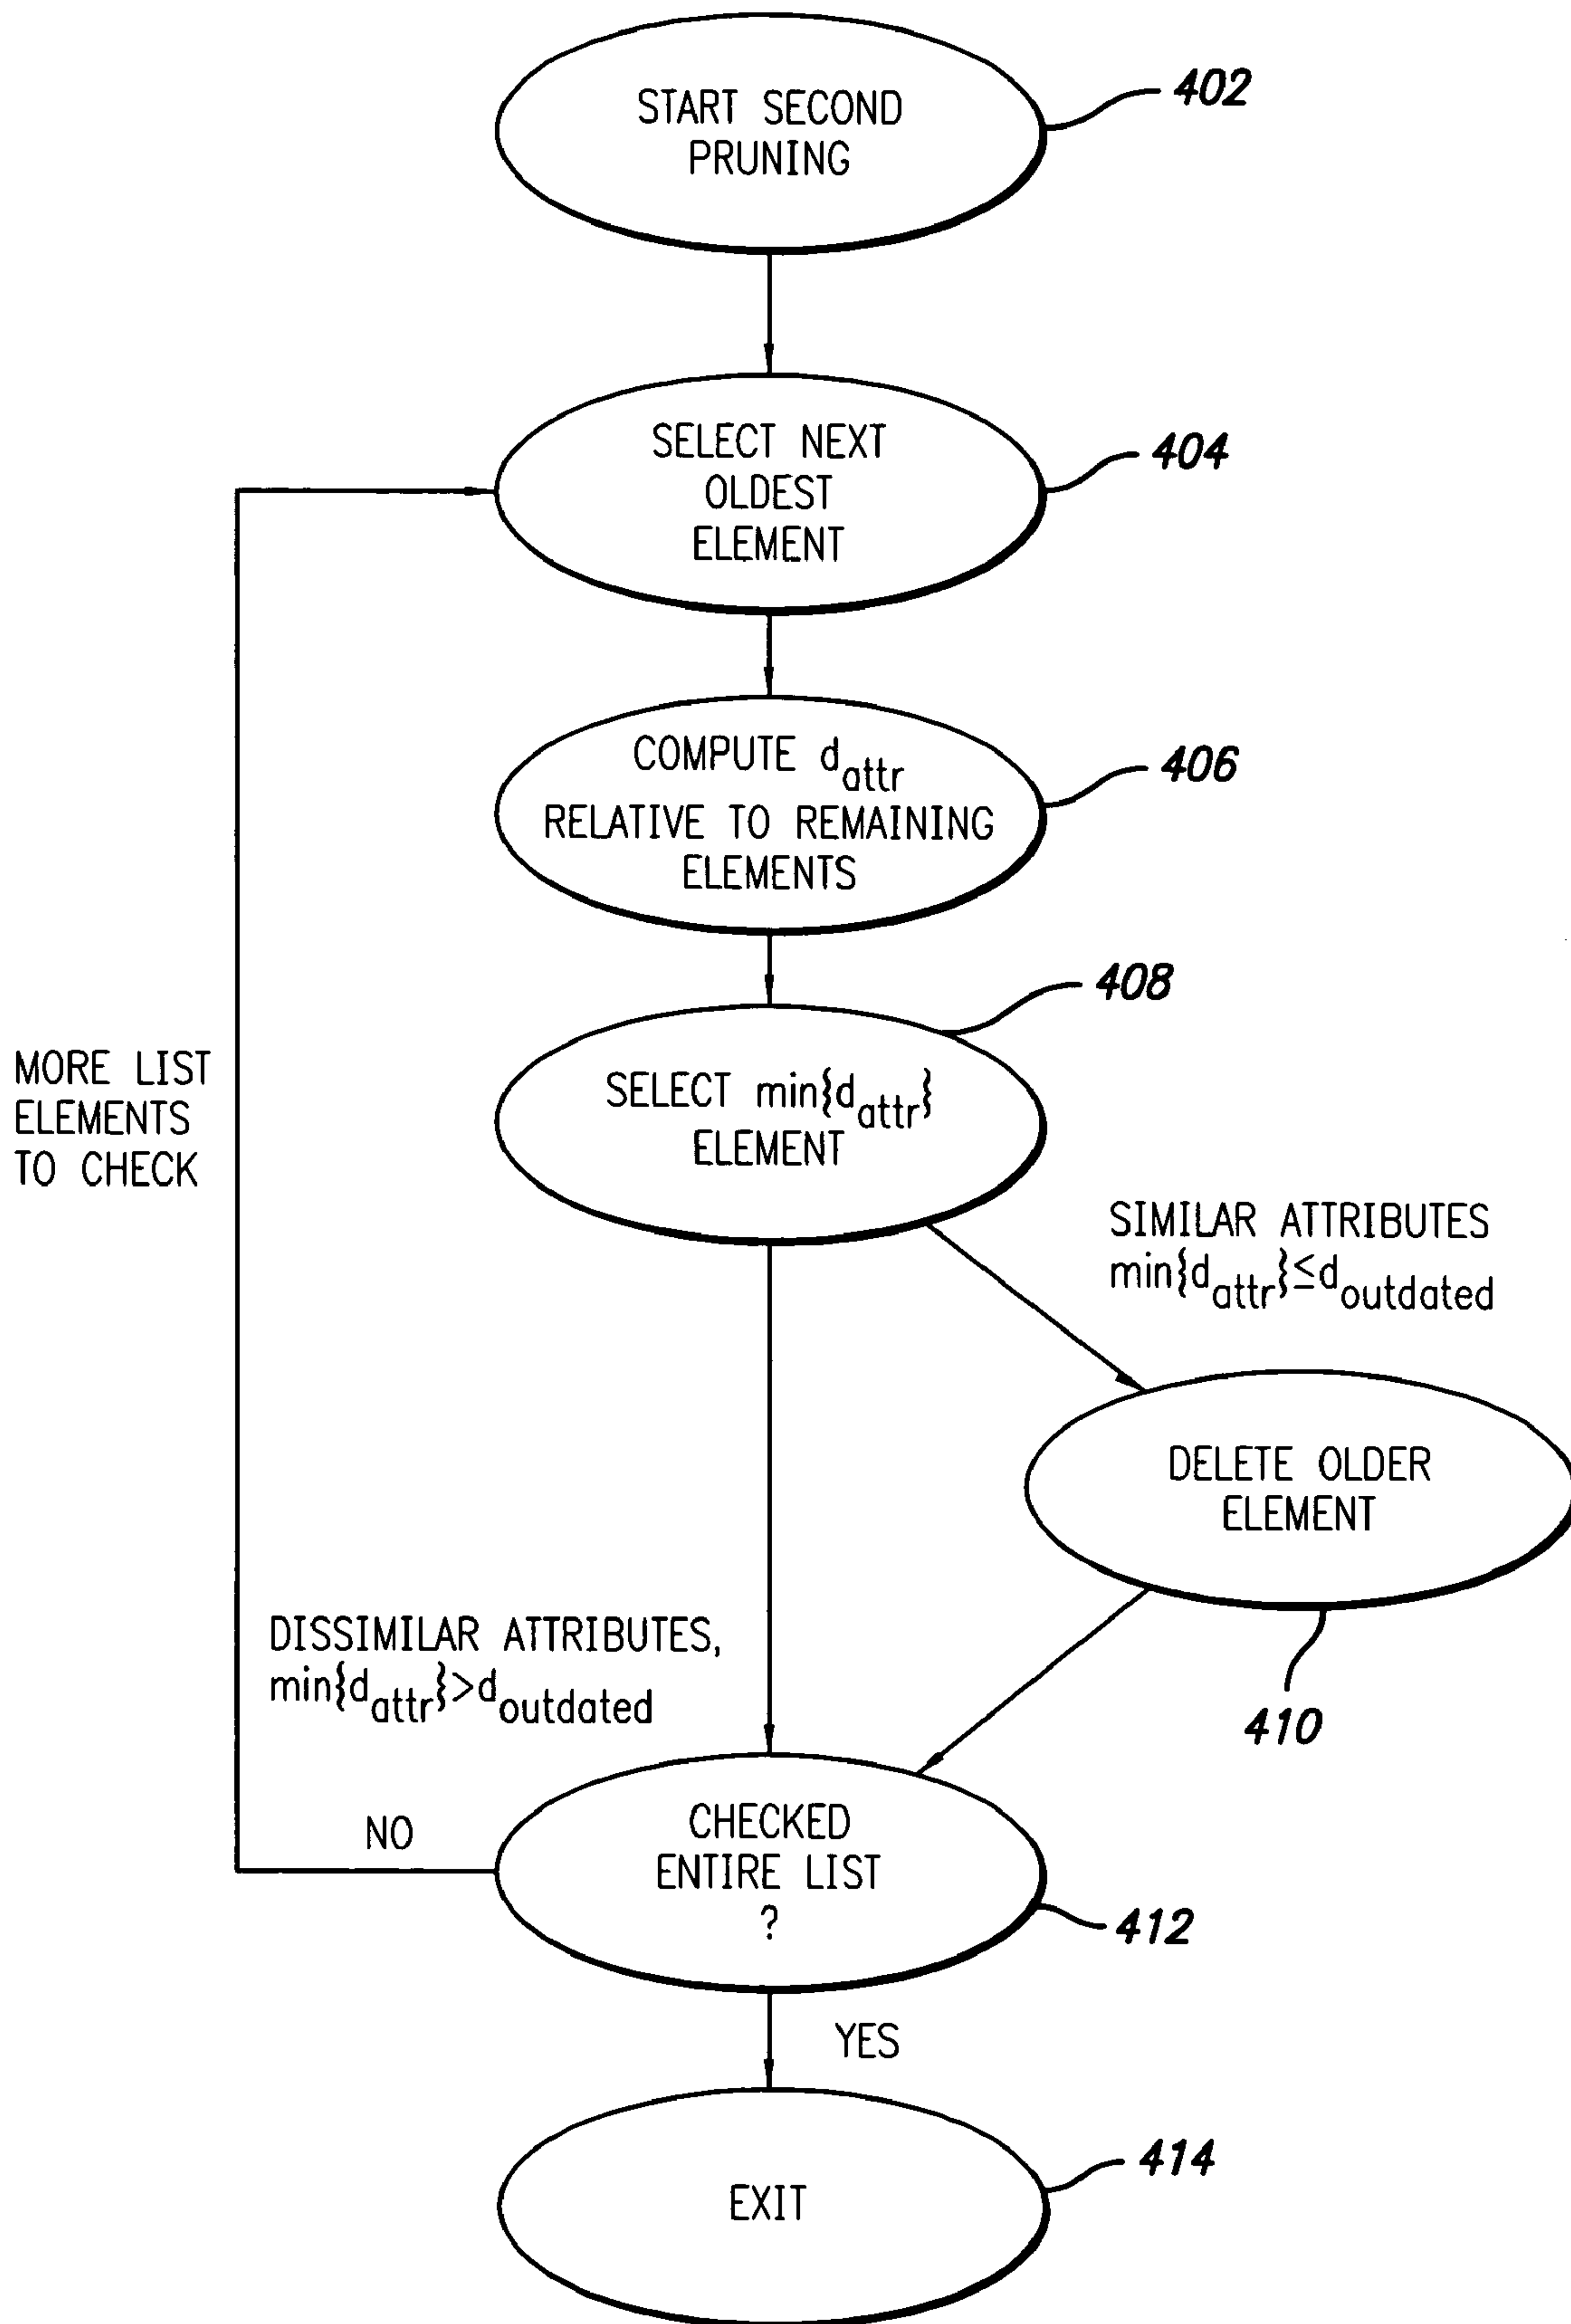 START SECOND
PRUNING
402
SELECT NEXT
OLDEST
ELEMENT
404
COMPUTE d_attr
RELATIVE TO REMAINING
ELEMENTS
406
408
SELECT min{d_attr}
ELEMENT
MORE LIST
ELEMENTS
TO CHECK
SIMILAR ATTRIBUTES
min{d_attr}≤d_outdated
DELETE OLDER
ELEMENT
410
DISSIMILAR ATTRIBUTES,
min{d_attr}>d_outdated
NO
CHECKED
ENTIRE LIST
?
412
YES
EXIT
414